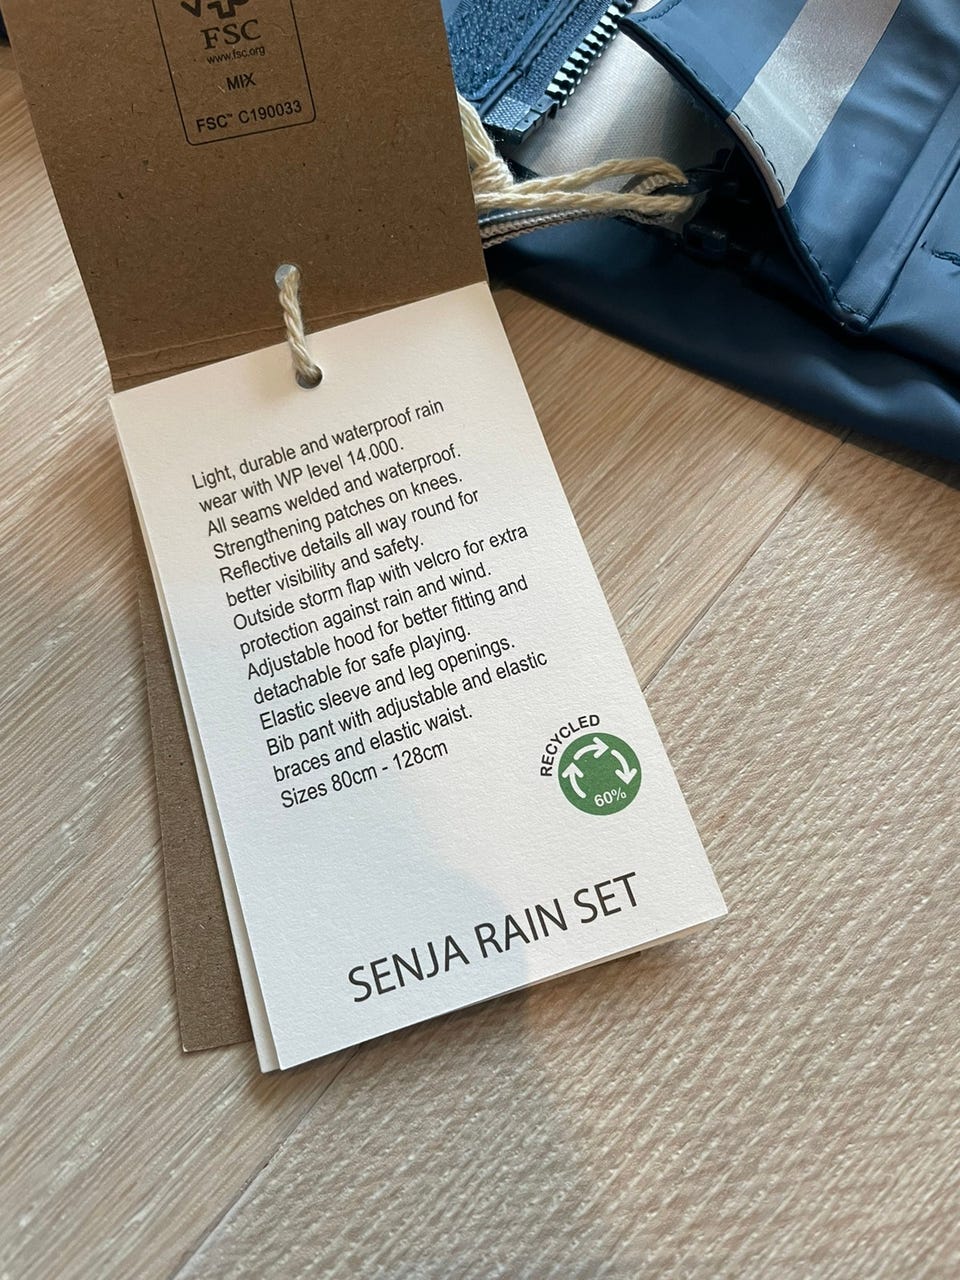 FSC
www.fsc.org
MIX
FSC™ C190033
Light, durable and waterproof rain
wear with WP level 14.000.
All seams welded and waterproof.
Strengthening patches on knees.
Reflective details all way round for
better visibility and safety.
Outside storm flap with velcro for extra
protection against rain and wind.
Adjustable hood for better fitting and
detachable for safe playing.
Elastic sleeve and leg openings.
Bib pant with adjustable and elastic
braces and elastic waist.
Sizes 80cm - 128cm
RECYCLED
60%
SENJA RAIN SET